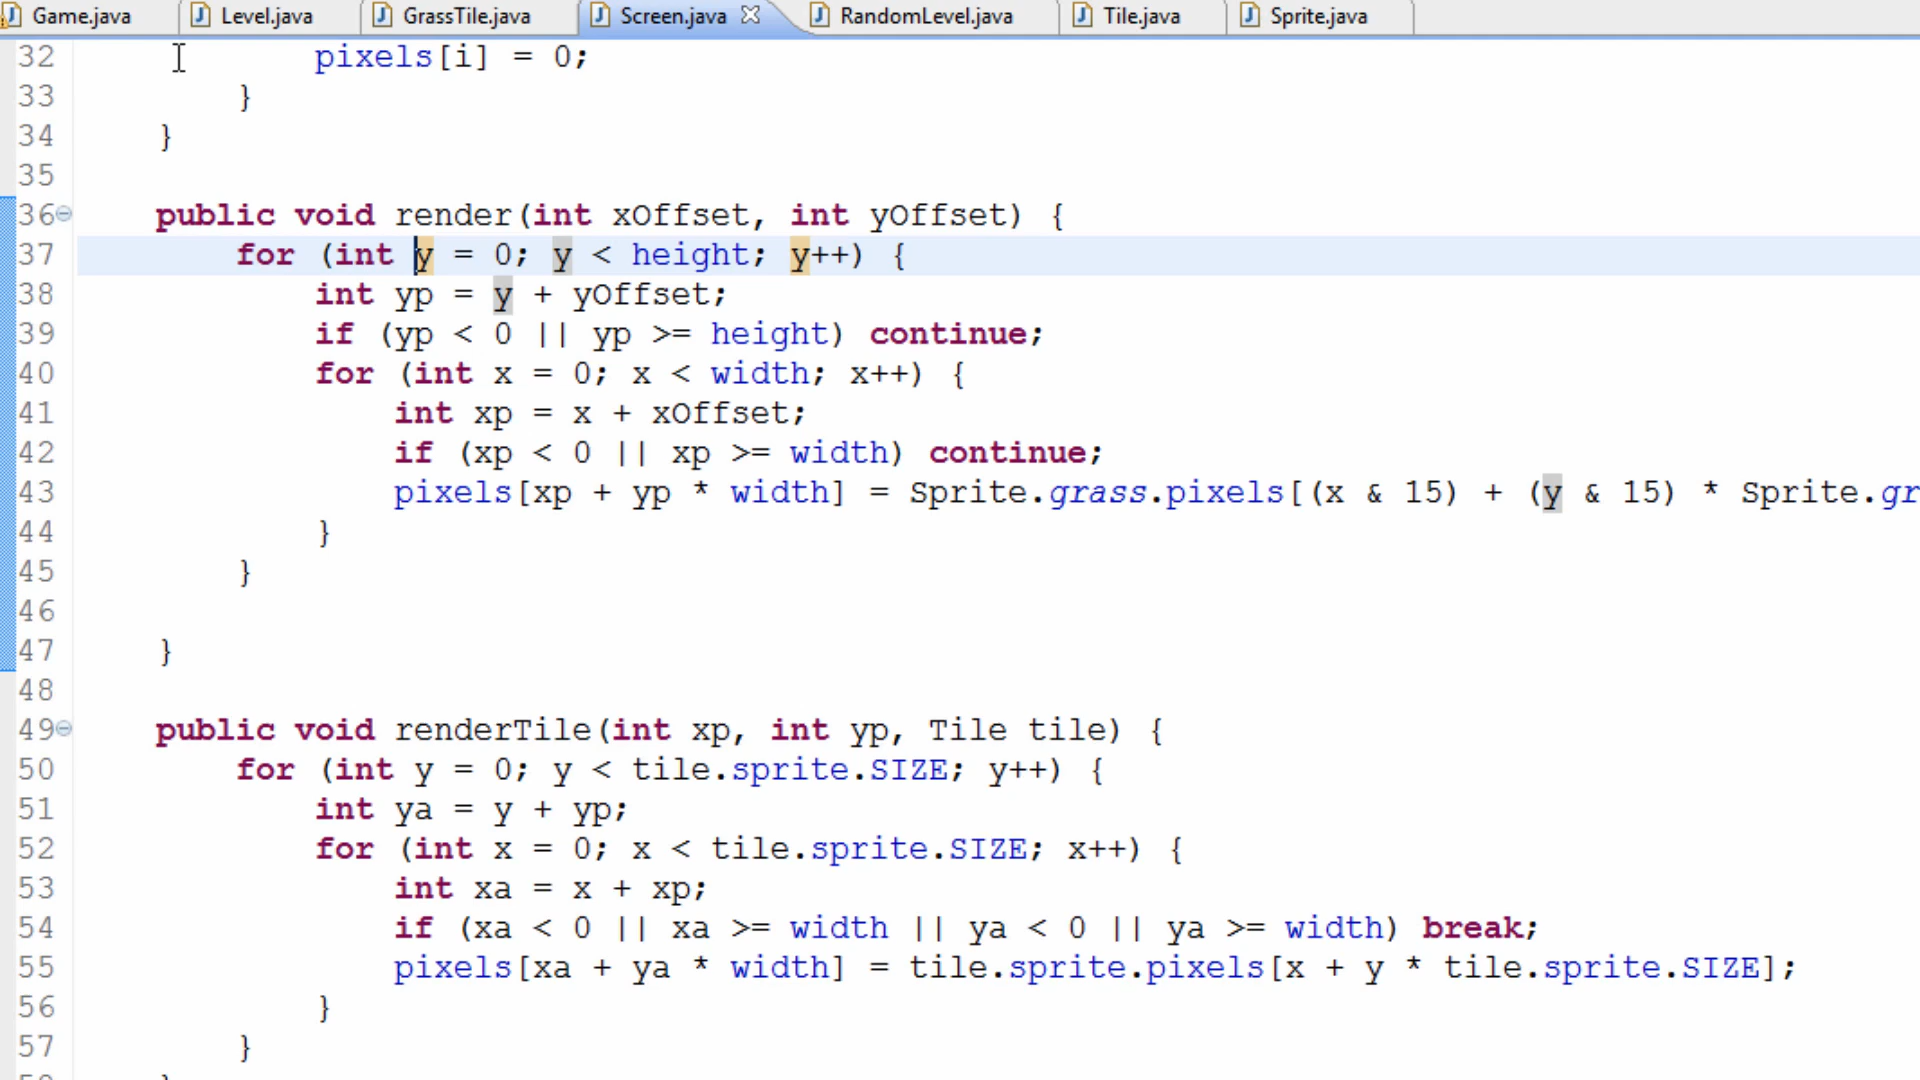 Game.java Level.java GrassTile.java Screen.java RandomLevel.java Tile.java Sprite.java
32 pixels[i] = 0;
33 }
34 }
35
36 public void render(int xOffset, int yOffset) {
37 for (int y = 0; y < height; y++) {
38 int yp = y + yOffset;
39 if (yp < 0 || yp >= height) continue;
40 for (int x = 0; x < width; x++) {
41 int xp = x + xOffset;
42 if (xp < 0 || xp >= width) continue;
43 pixels[xp + yp * width] = Sprite.grass.pixels[(x & 15) + (y & 15) * Sprite.gr
44 }
45 }
46
47 }
48
49 public void renderTile(int xp, int yp, Tile tile) {
50 for (int y = 0; y < tile.sprite.SIZE; y++) {
51 int ya = y + yp;
52 for (int x = 0; x < tile.sprite.SIZE; x++) {
53 int xa = x + xp;
54 if (xa < 0 || xa >= width || ya < 0 || ya >= width) break;
55 pixels[xa + ya * width] = tile.sprite.pixels[x + y * tile.sprite.SIZE];
56 }
57 }